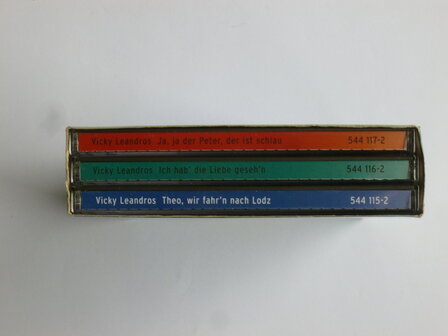 Vicky Leandros Ja, ja der Peter, der ist schlau 544 117-2
Vicky Leandros Ich hab' die Liebe geseh'n 544 116-2
Vicky Leandros Theo, wir fahr'n nach Lodz 544 115-2